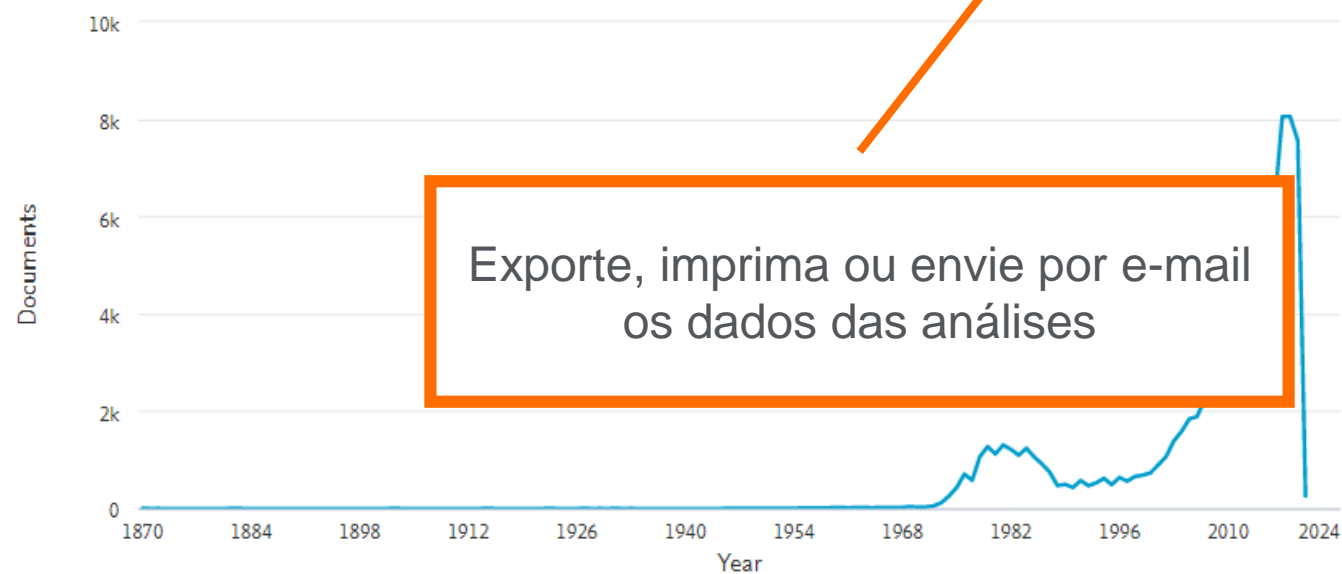 10k
8k
6k
4k
2k
0
Documents
Exporte, imprima ou envie por e-mail
os dados das análises
1870 1884 1898 1912 1926 1940 1954 1968 1982 1996 2010 2024
Year